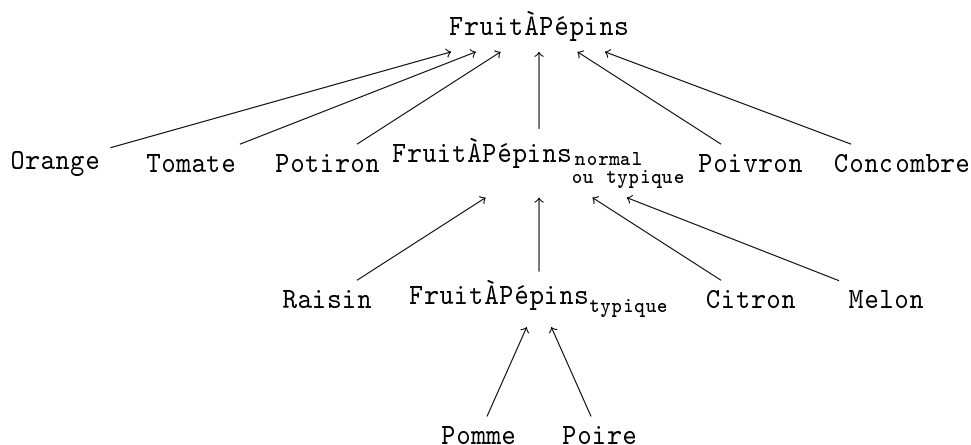 FruitÀPépins
Orange Tomate Potiron FruitÀPépins normal ou typique Poivron Concombre
Raisin FruitÀPépins typique Citron Melon
Pomme Poire